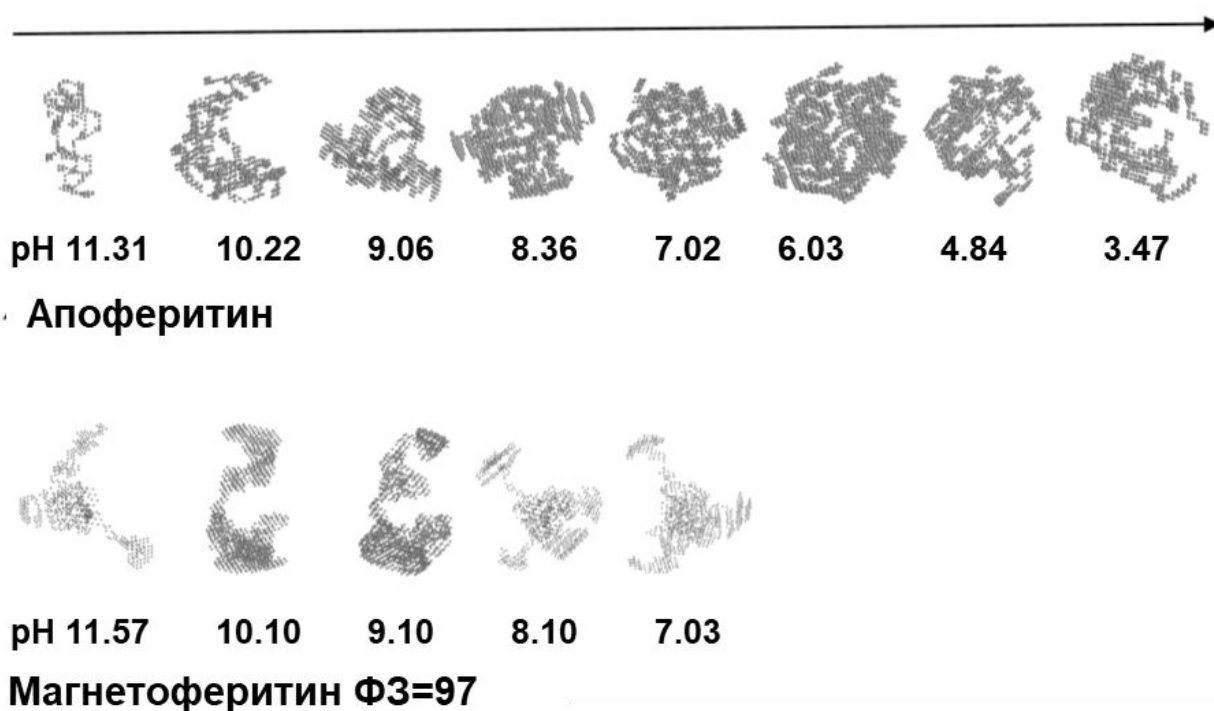 pH 11.31 10.22 9.06 8.36 7.02 6.03 4.84 3.47
Апоферитин
pH 11.57 10.10 9.10 8.10 7.03
Магнетоферитин ФЗ=97